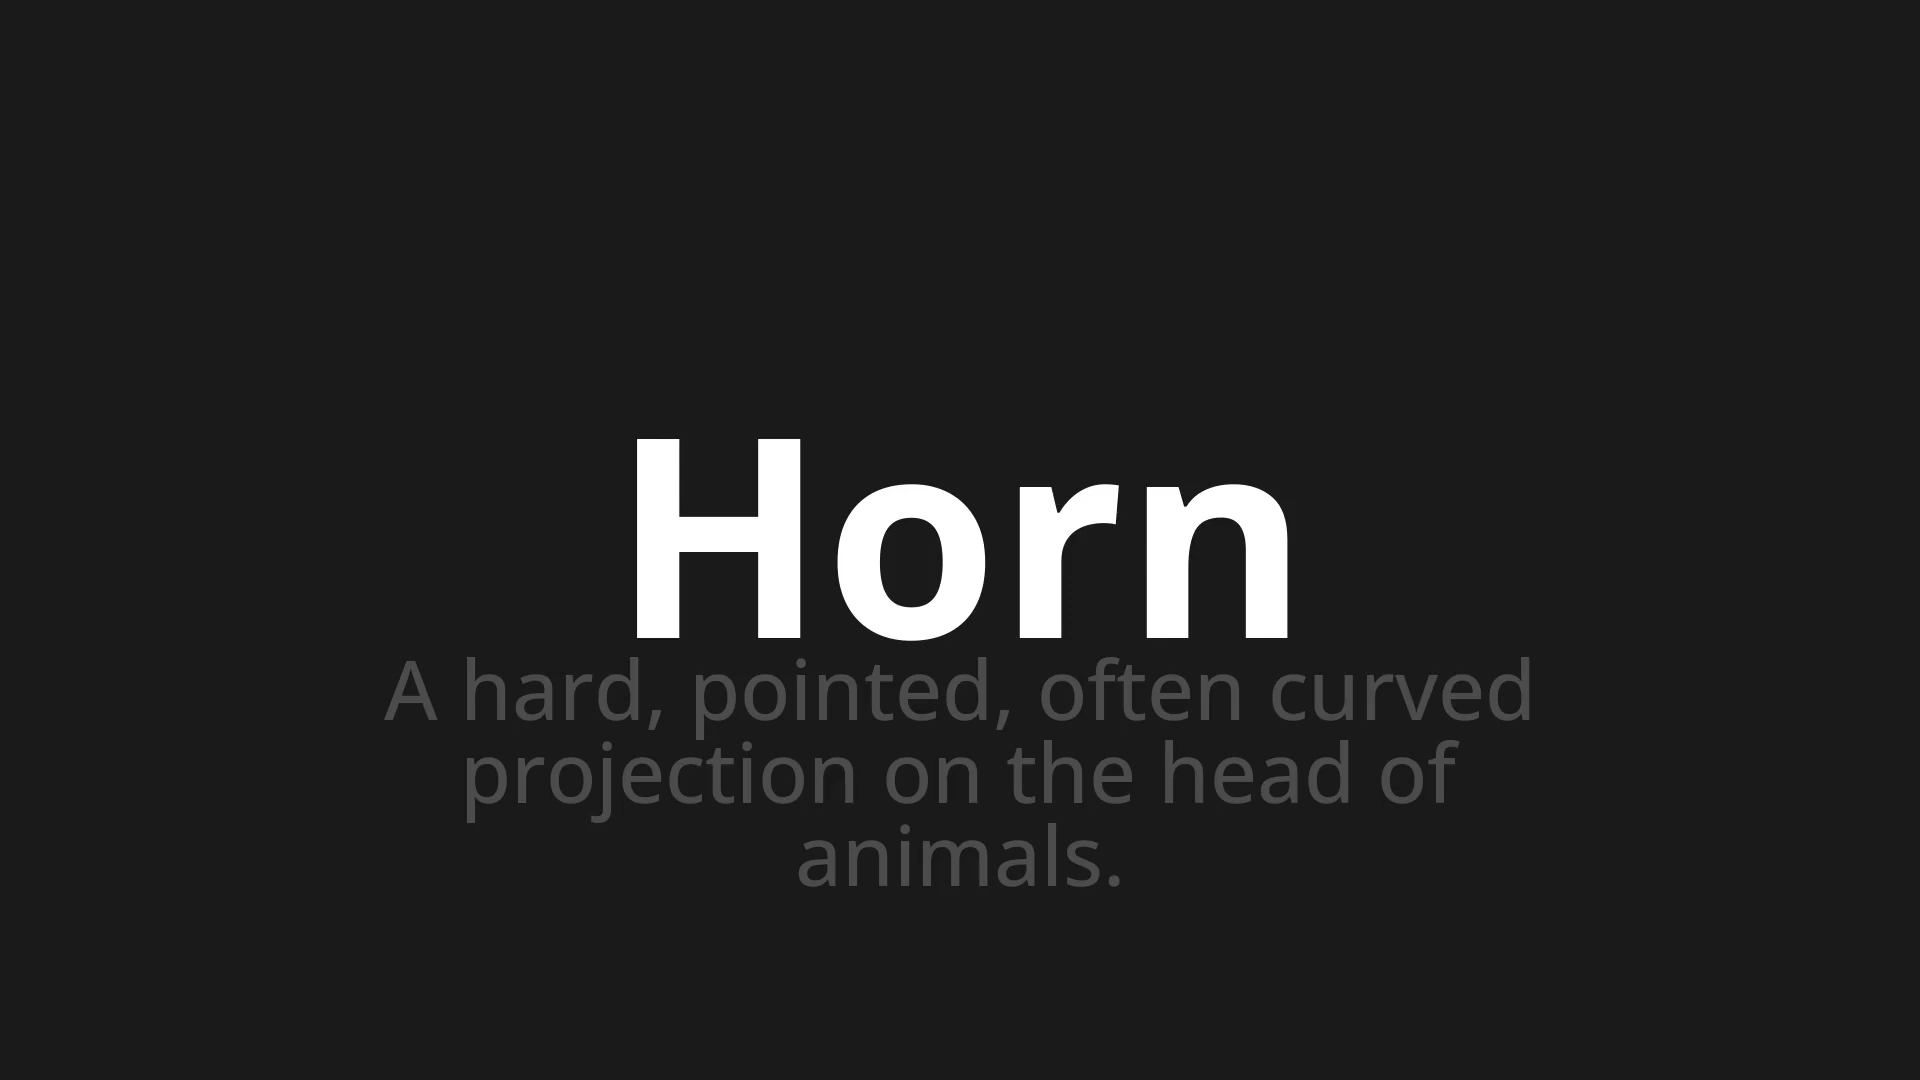 Horn
A hard, pointed, often curved
projection on the head of
animals.